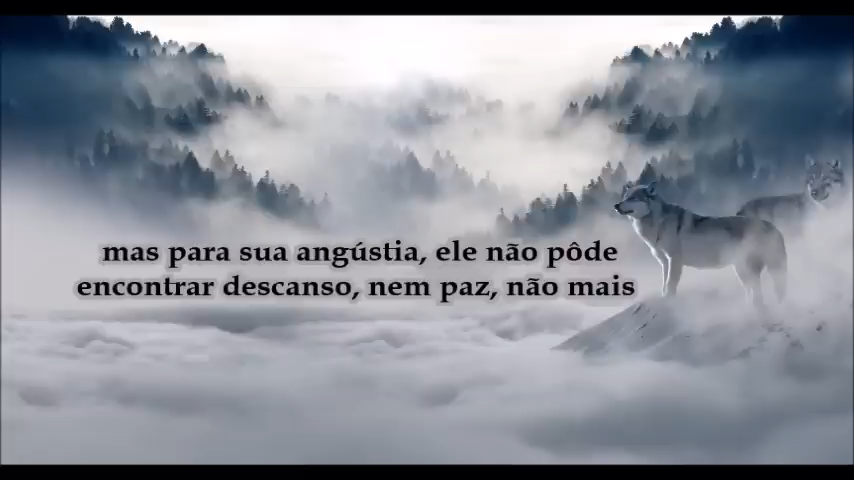 mas para sua angústia, ele não pôde
encontrar descanso, nem paz, não mais